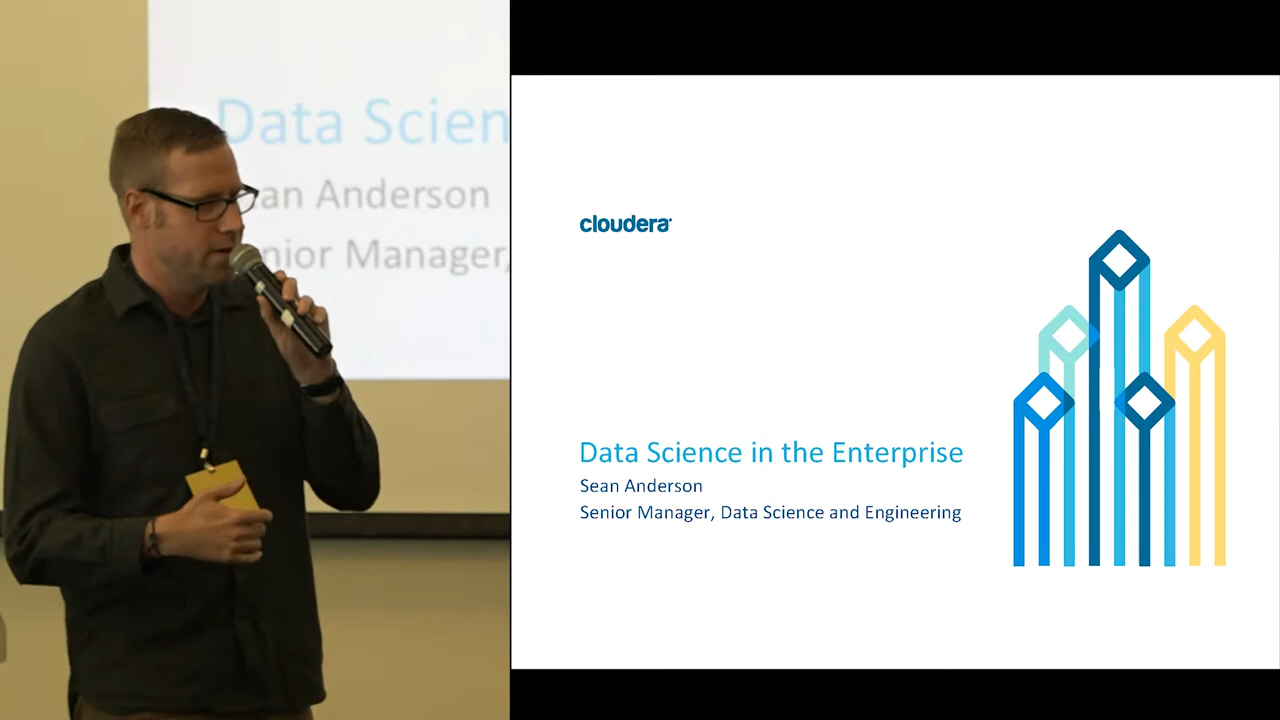 Data Scien
ean Anderson
nior Manager,
cloudera
Data Science in the Enterprise
Sean Anderson
Senior Manager, Data Science and Engineering